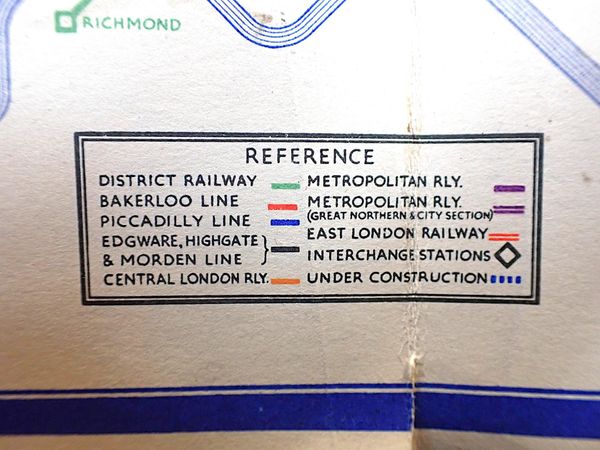 RICHMOND
REFERENCE
DISTRICT RAILWAY
BAKERLOO LINE
PICCADILLY LINE
EDGWARE, HIGHGATE
& MORDEN LINE
CENTRAL LONDON RLY.
METROPOLITAN RLY.
METROPOLITAN RLY.
(GREAT NORTHERN & CITY SECTION)
EAST LONDON RAILWAY
INTERCHANGE STATIONS
UNDER CONSTRUCTION